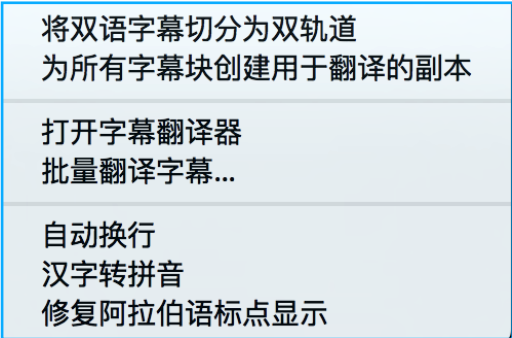 将双语字幕切分为双轨道
为所有字幕块创建用于翻译的副本
打开字幕翻译器
批量翻译字幕...
自动换行
汉字转拼音
修复阿拉伯语标点显示